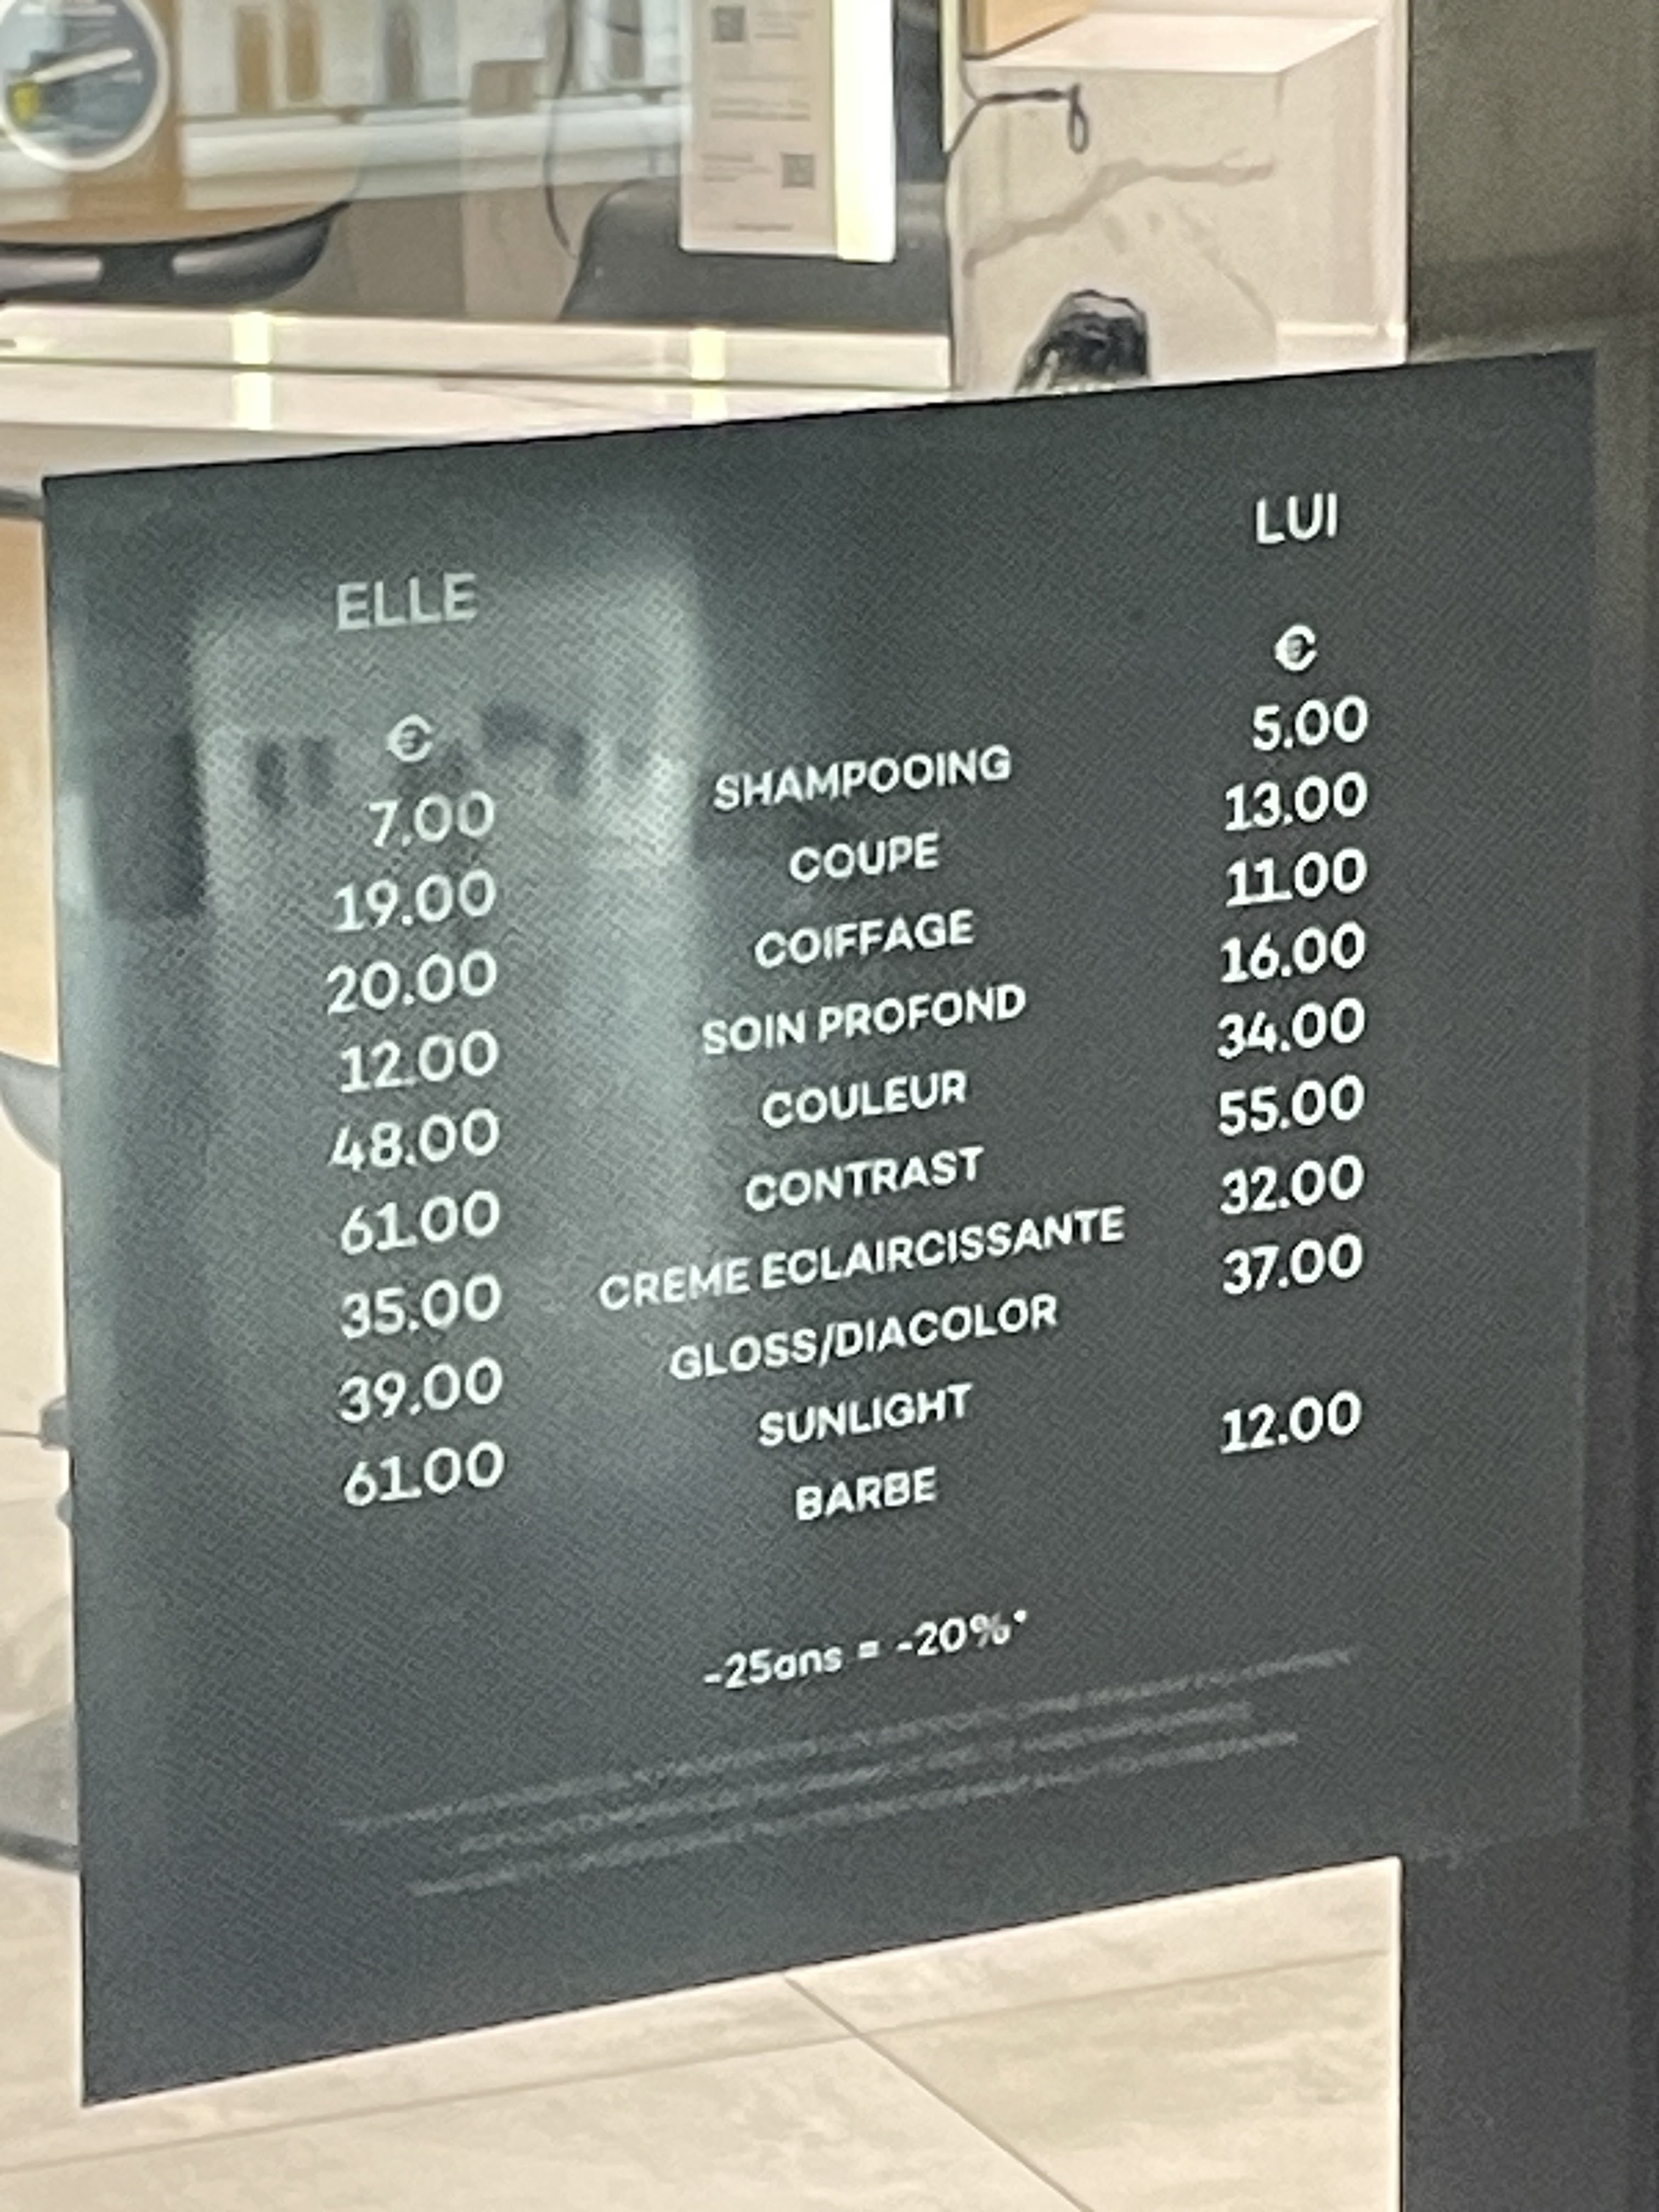 ELLE LUI
€ €
7.00 SHAMPOOING 5.00
19.00 COUPE 13.00
20.00 COIFFAGE 11.00
12.00 SOIN PROFOND 16.00
48.00 COULEUR 34.00
61.00 CONTRAST 55.00
35.00 CREME ECLAIRCISSANTE 32.00
39.00 GLOSS/DIACOLOR 37.00
61.00 SUNLIGHT
BARBE 12.00
-25ans = -20%*